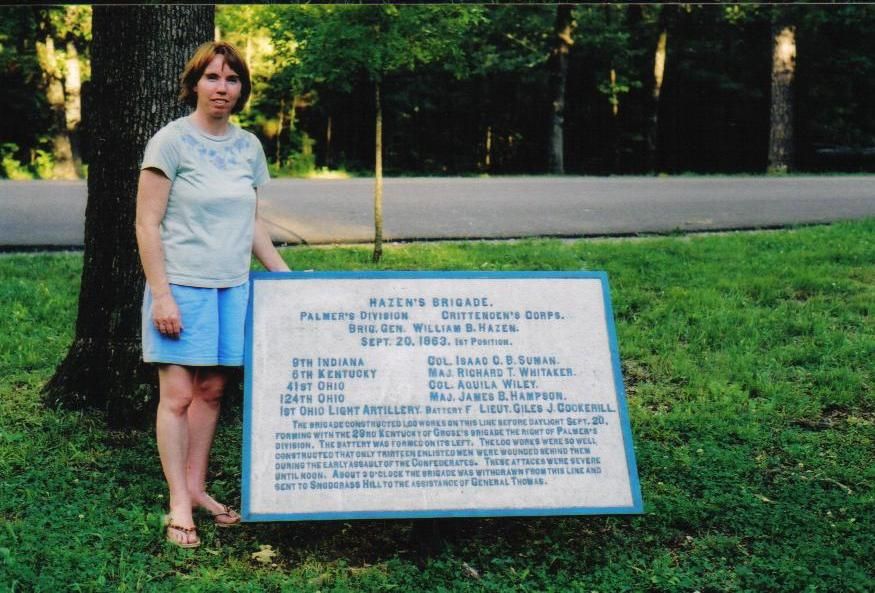 HAZEN'S BRIGADE.
PALMER'S DIVISION CRITTENDEN'S CORPS.
BRIG. GEN. WILLIAM B. HAZEN.
SEPT. 20, 1863. 1ST POSITION.
9TH INDIANA COL. ISAAC C. B. SUMAN.
6TH KENTUCKY MAJ. RICHARD T. WHITAKER.
41ST OHIO COL. AQUILA WILEY.
124TH OHIO MAJ. JAMES B. HAMPSON.
1ST OHIO LIGHT ARTILLERY. BATTERY F LIEUT. GILES J. COCKERILL.
THE BRIGADE CONSTRUCTED LOG WORKS ON THIS LINE BEFORE DAYLIGHT SEPT. 20,
FORMING WITH THE 23RD KENTUCKY OF GROSE'S BRIGADE THE RIGHT OF PALMER'S
DIVISION. THE BATTERY WAS FORMED ON ITS LEFT. THE LOG WORKS WERE SO WELL
CONSTRUCTED THAT ONLY THIRTEEN ENLISTED MEN WERE WOUNDED BEHIND THEM
DURING THE EARLY ASSAULT OF THE CONFEDERATES. THESE ATTACKS WERE SEVERE
UNTIL NOON. ABOUT 3 O'CLOCK THE BRIGADE WAS WITHDRAWN FROM THIS LINE AND
SENT TO SNODGRASS HILL TO THE ASSISTANCE OF GENERAL THOMAS.